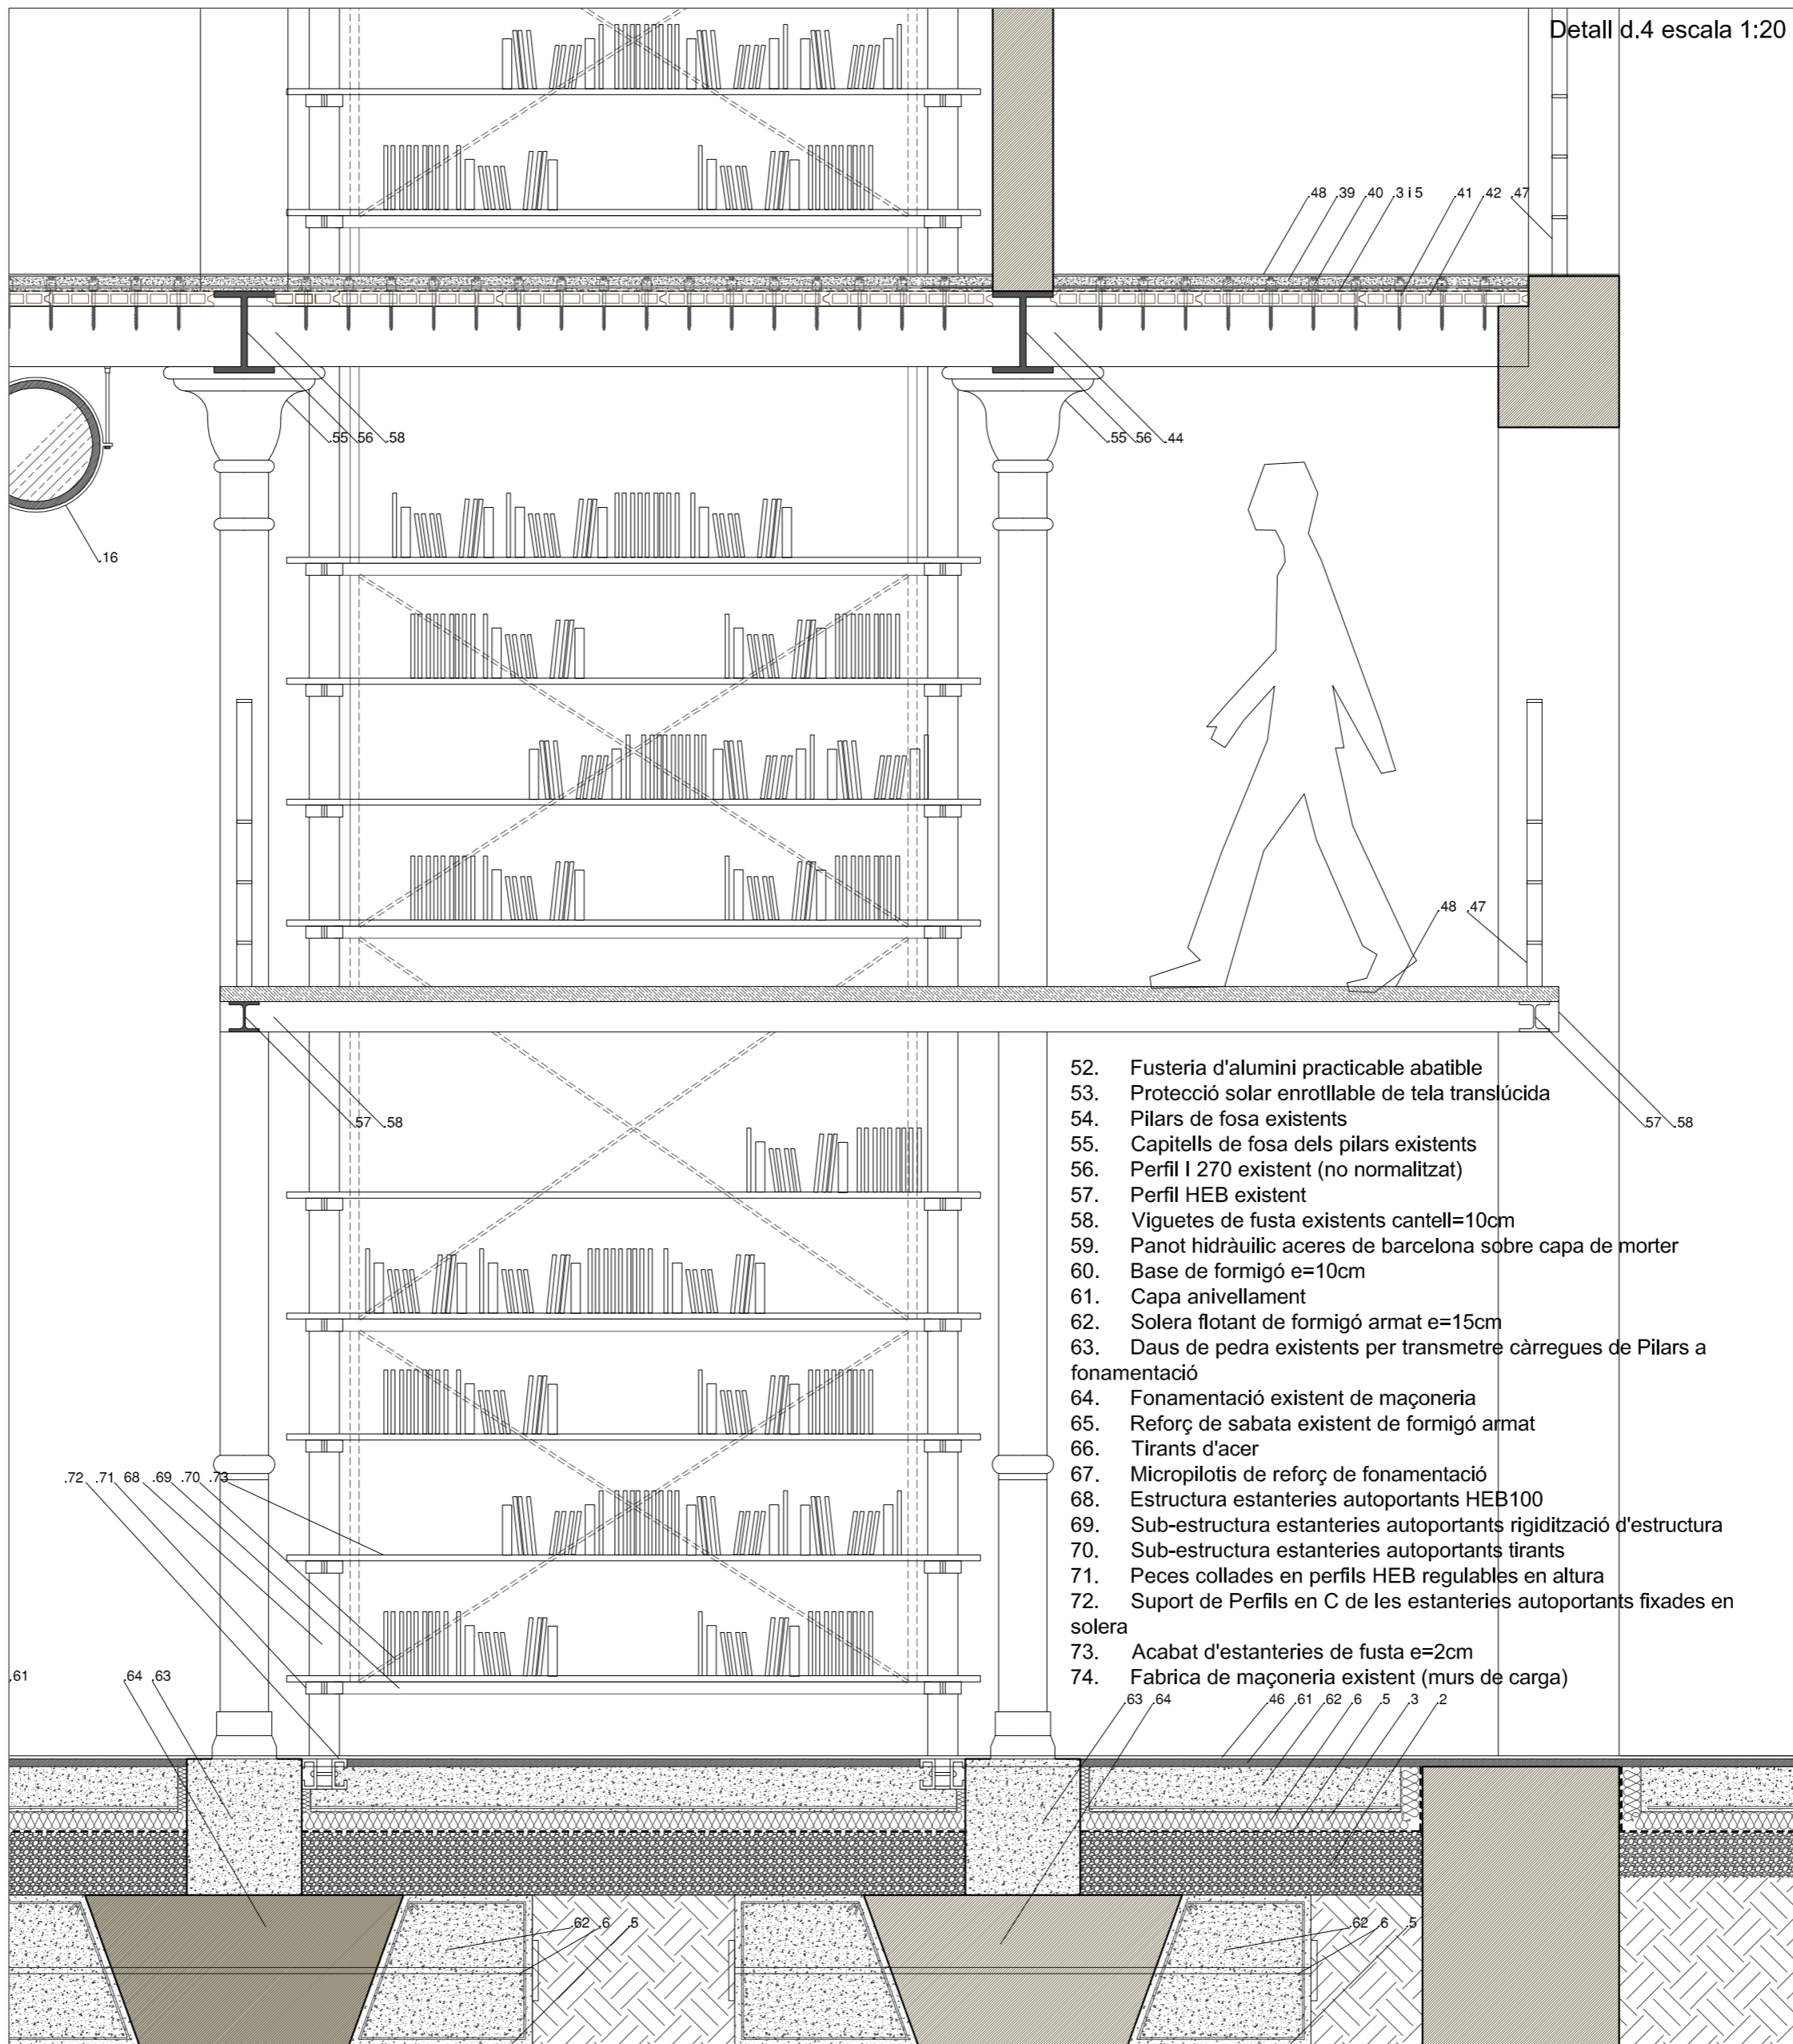 Detall d.4 escala 1:20
.48 .39 .40 .3 i 5 .41 .42 .47
.55 .56 .58
.55 .56 .44
.16
.48 .47
.57 .58
.57 .58
52. Fusteria d'alumini practicable abatible
53. Protecció solar enrotllable de tela translúcida
54. Pilars de fosa existents
55. Capitells de fosa dels pilars existents
56. Perfil I 270 existent (no normalitzat)
57. Perfil HEB existent
58. Viguetes de fusta existents cantell=10cm
59. Panot hidràuilic aceres de barcelona sobre capa de morter
60. Base de formigó e=10cm
61. Capa anivellament
62. Solera flotant de formigó armat e=15cm
63. Daus de pedra existents per transmetre càrregues de Pilars a
fonamentació
64. Fonamentació existent de maçoneria
65. Reforç de sabata existent de formigó armat
66. Tirants d'acer
67. Micropilotis de reforç de fonamentació
68. Estructura estanteries autoportants HEB100
69. Sub-estructura estanteries autoportants rigidització d'estructura
70. Sub-estructura estanteries autoportants tirants
71. Peces collades en perfils HEB regulables en altura
72. Suport de Perfils en C de les estanteries autoportants fixades en
solera
73. Acabat d'estanteries de fusta e=2cm
74. Fabrica de maçoneria existent (murs de carga)
.72 .71 68 .69 .70 .73
.61 .64 .63
.63 .64 .46 .61 .62 .6 .5 .3 .2
.62 .6 .5
.62 .6 .5